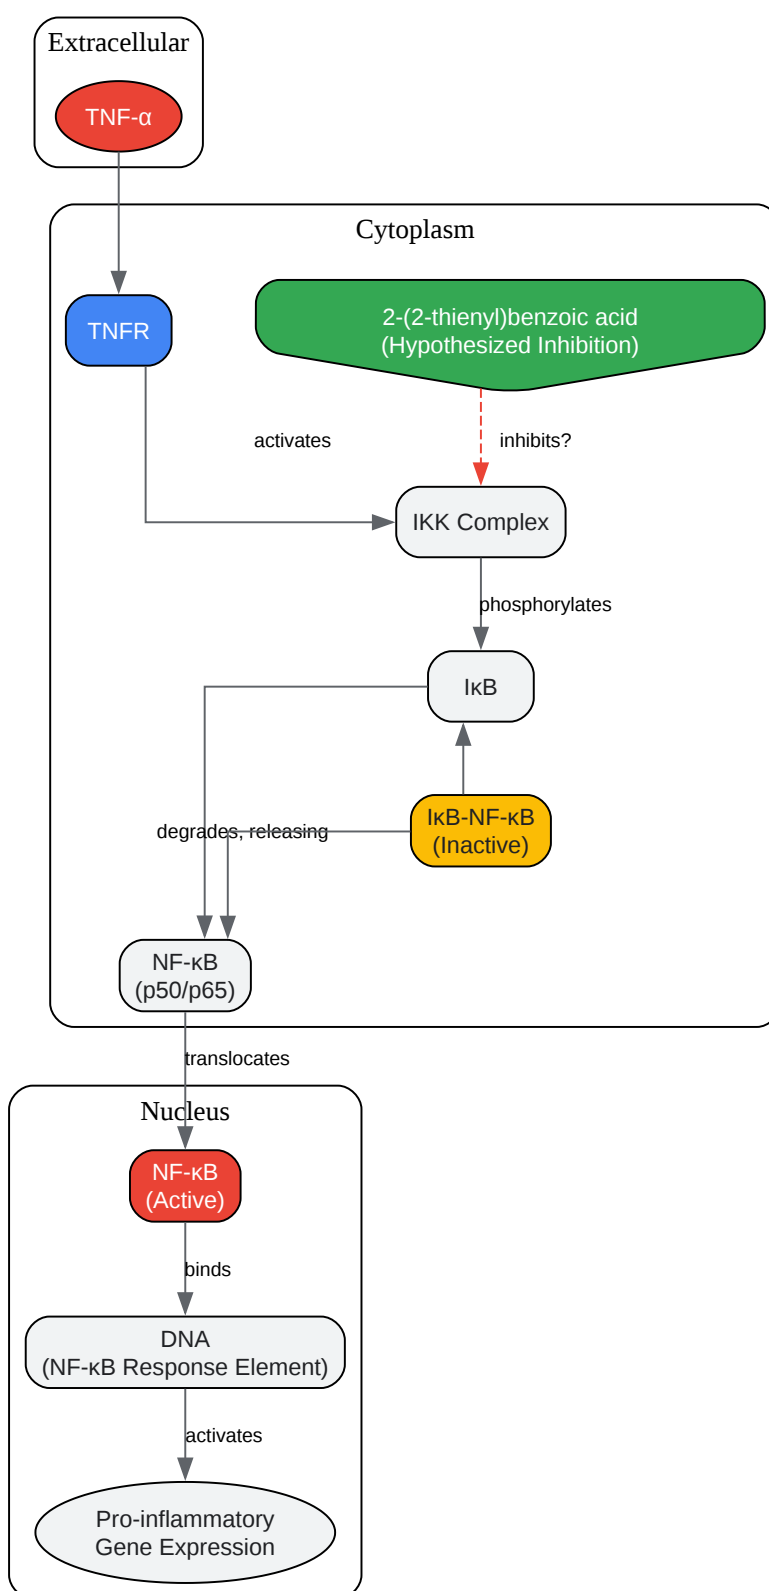 Extracellular
TNF-α
Cytoplasm
TNFR
2-(2-thienyl)benzoic acid
(Hypothesized Inhibition)
activates
inhibits?
IKK Complex
phosphorylates
IκB
IκB-NF-κB
(Inactive)
degrades, releasing
NF-κB
(p50/p65)
translocates
Nucleus
NF-κB
(Active)
binds
DNA
(NF-κB Response Element)
activates
Pro-inflammatory
Gene Expression